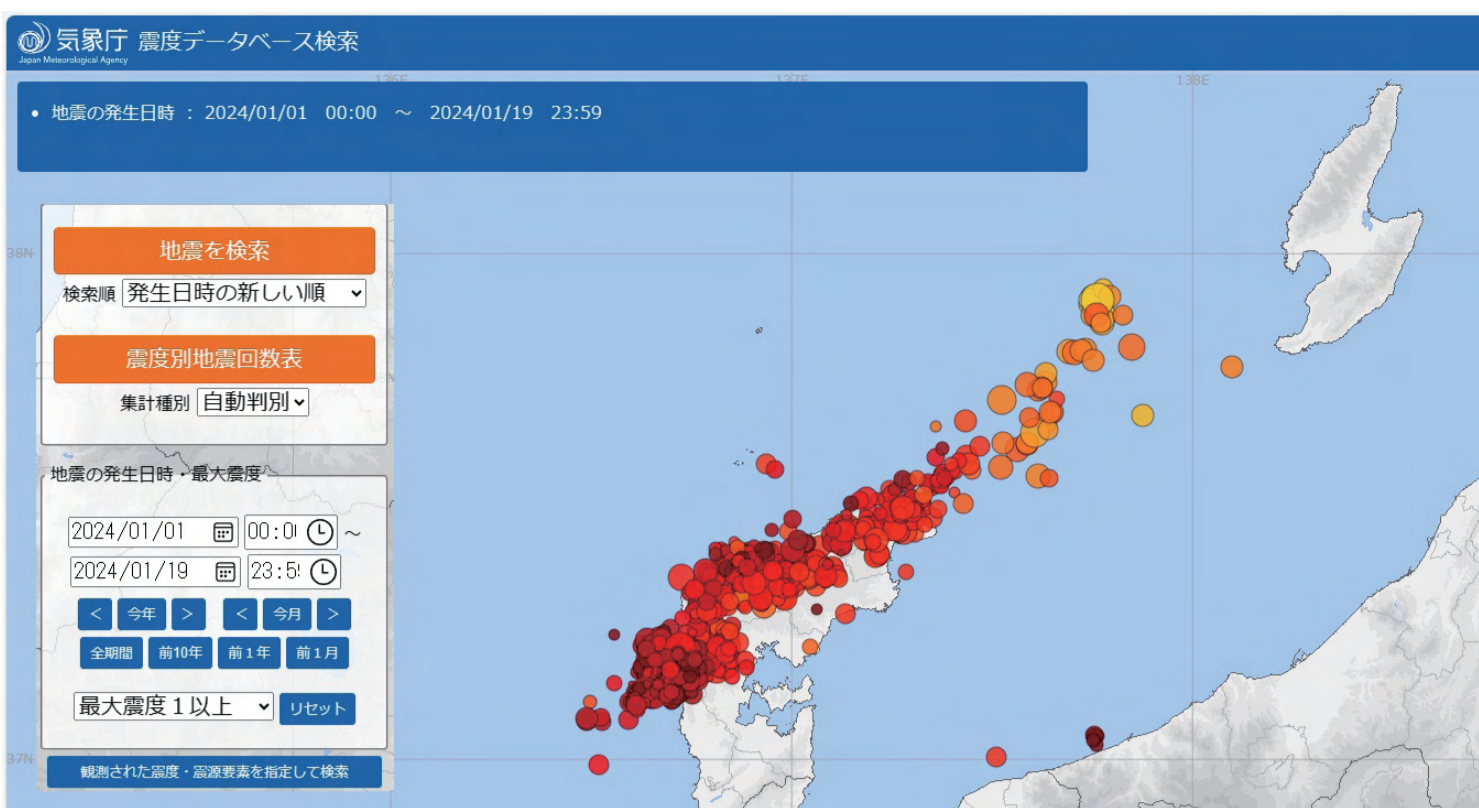 気象庁 震度データベース検索
Japan Meteorological Agency
136E
137E
138E
• 地震の発生日時 : 2024/01/01 00:00 ～ 2024/01/19 23:59
38N
地震を検索
検索順 発生日時の新しい順
震度別地震回数表
集計種別 自動判別
地震の発生日時・最大震度
2024/01/01 00:00 ～
2024/01/19 23:59
< 今年 > < 今月 >
全期間 前10年 前1年 前1月
最大震度1以上 リセット
37N
観測された震度・震源要素を指定して検索